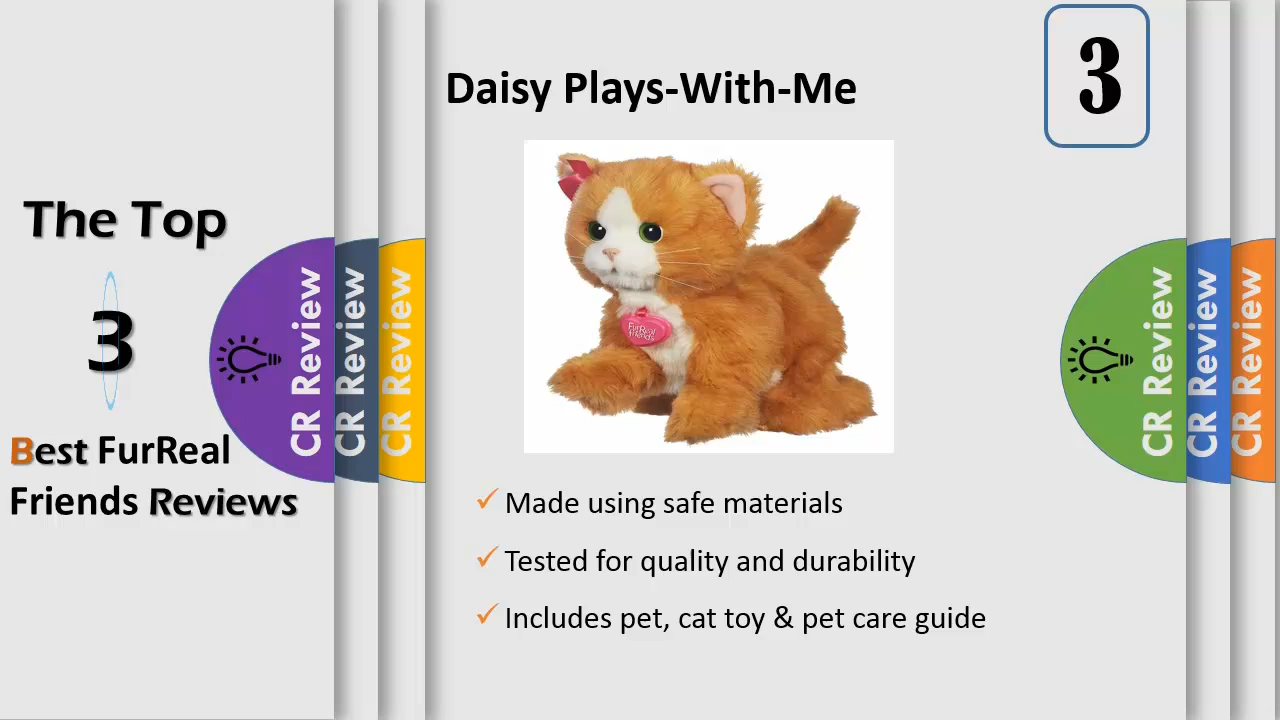 The Top
3
Best FurReal
Friends Reviews
CR Review
CR Review
CR Review
Daisy Plays-With-Me
3
FurReal
friends
Made using safe materials
Tested for quality and durability
Includes pet, cat toy & pet care guide
CR Review
CR Review
CR Review